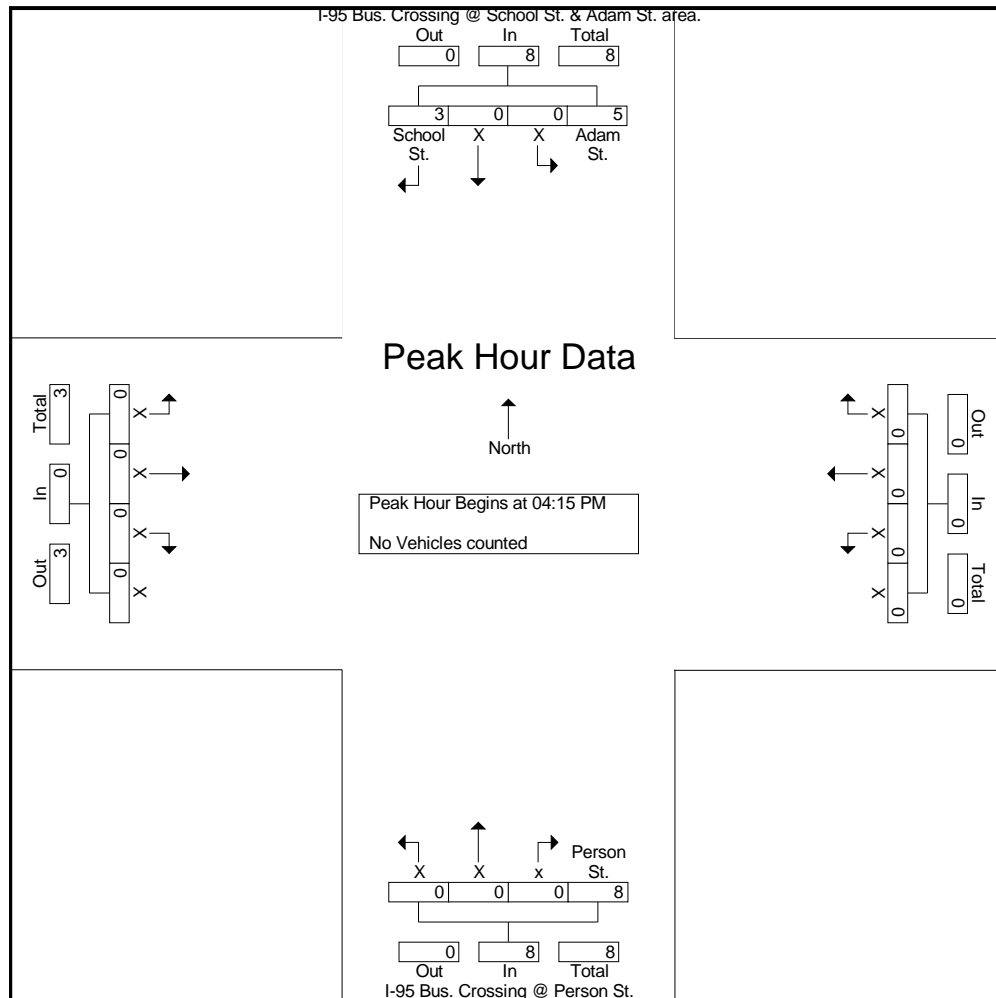 I-95 Bus. Crossing @ School St. & Adam St. area.
Out In Total
0 8 8
3 0 0 5
School St. X X Adam St.
Peak Hour Data
North
Peak Hour Begins at 04:15 PM
No Vehicles counted
Total In Out
3 0 3
0 0 0 0
X X X X
X X X X
0 0 0 0
Out In Total
0 0 0
Person St.
X X x
0 0 0 8
0 8 8
Out In Total
I-95 Bus. Crossing @ Person St.